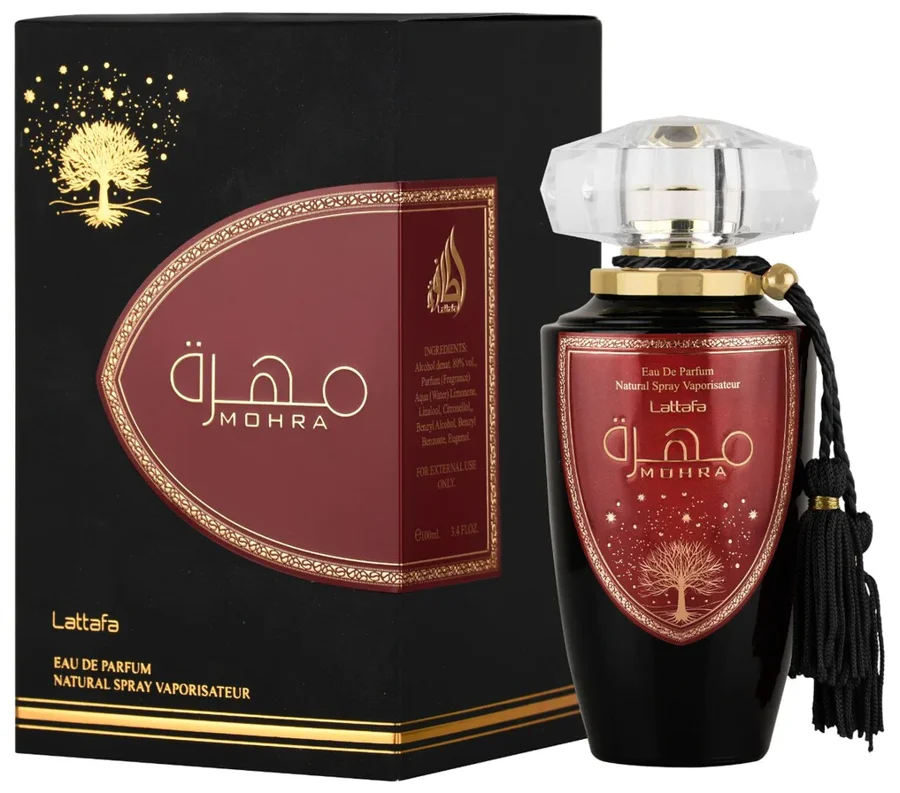 مهرة
MOHRA
Lattafa
EAU DE PARFUM
NATURAL SPRAY VAPORISATEUR
لطافة
Lattafa
INGREDIENTS:
Alcohol denat, 80% vol.,
Parfum (Fragrance)
Aqua (Water) Limonene,
Linalool, Citronellol,
Benzyl Alcohol, Benzyl
Benzoate, Eugenol.
FOR EXTERNAL USE
ONLY.
℮100ml. 3.4 FL.OZ.
Eau De Parfum
Natural Spray Vaporisateur
Lattafa
مهرة
MOHRA